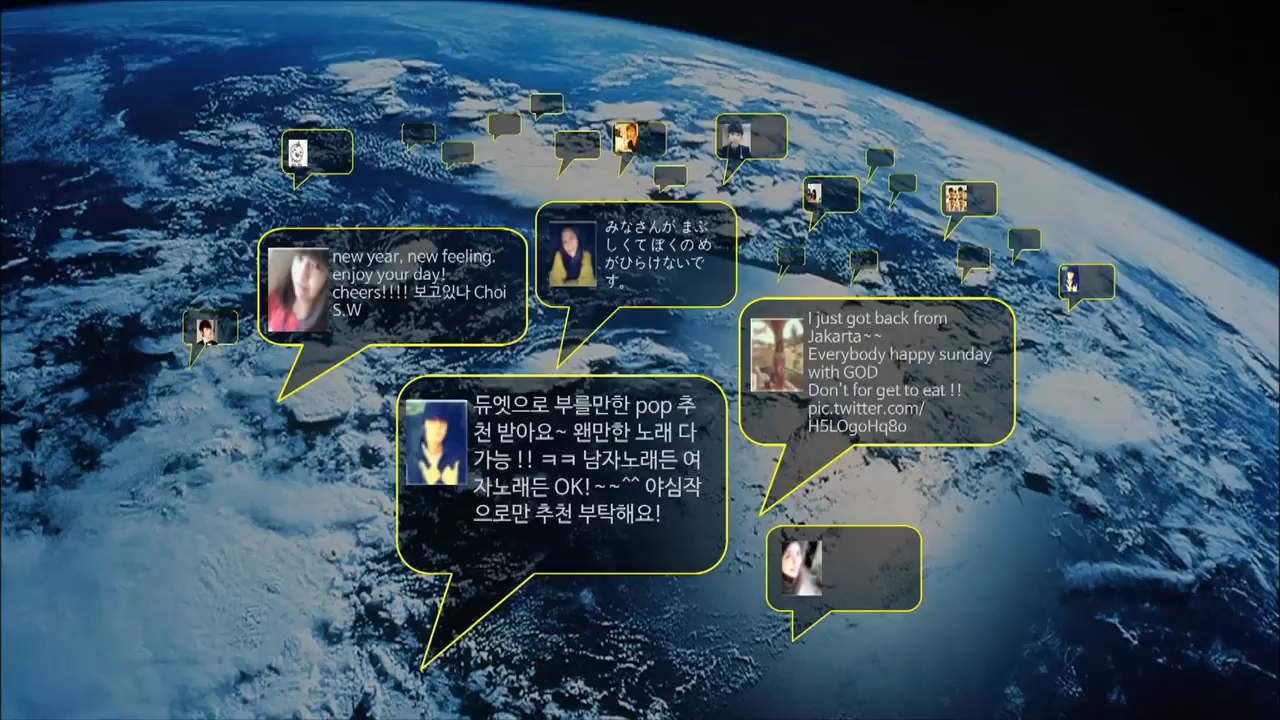 new year, new feeling.
enjoy your day!
cheers!!!! 보고있나 Choi
S.W
みなさんが まぶ
しくて ぼくの め
がひらけないで
す。
I just got back from
Jakarta~~
Everybody happy sunday
with GOD
Don't for get to eat !!
pic.twitter.com/
H5LOgoHq8o
듀엣으로 부를만한 pop 추
천 받아요~ 왠만한 노래 다
가능 !! ㅋㅋ 남자노래든 여
자노래든 OK! ~~^^ 야심작
으로만 추천 부탁해요!